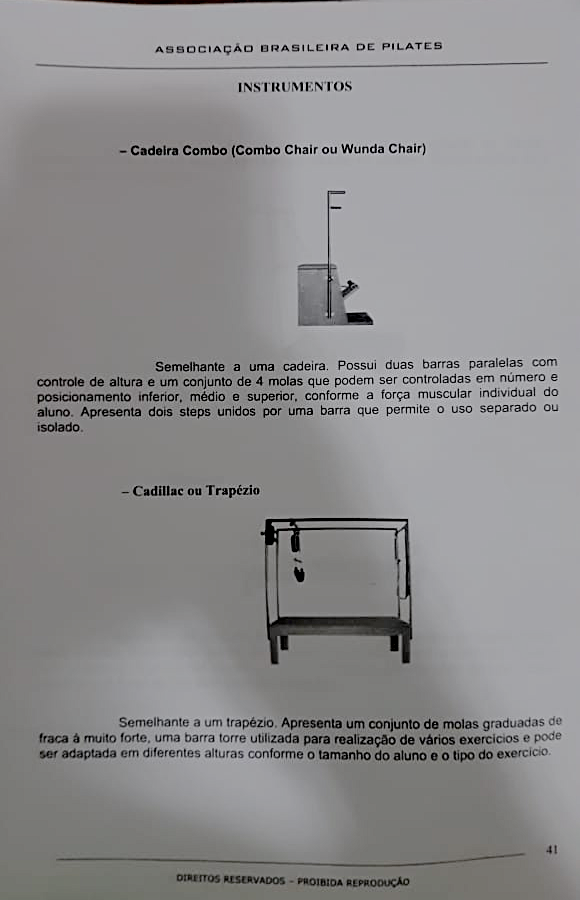 ASSOCIAÇÃO BRASILEIRA DE PILATES
INSTRUMENTOS
– Cadeira Combo (Combo Chair ou Wunda Chair)
Semelhante a uma cadeira. Possui duas barras paralelas com
controle de altura e um conjunto de 4 molas que podem ser controladas em número e
posicionamento inferior, médio e superior, conforme a força muscular individual do
aluno. Apresenta dois steps unidos por uma barra que permite o uso separado ou
isolado.
– Cadillac ou Trapézio
Semelhante a um trapézio. Apresenta um conjunto de molas graduadas de
fraca à muito forte, uma barra torre utilizada para realização de vários exercícios e pode
ser adaptada em diferentes alturas conforme o tamanho do aluno e o tipo do exercício.
41
DIREITOS RESERVADOS – PROIBIDA REPRODUÇÃO